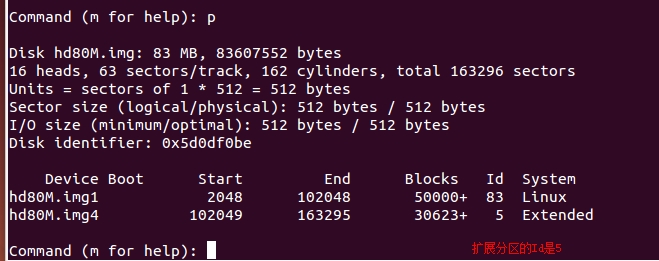 Command (m for help): p
Disk hd80M.img: 83 MB, 83607552 bytes
16 heads, 63 sectors/track, 162 cylinders, total 163296 sectors
Units = sectors of 1 * 512 = 512 bytes
Sector size (logical/physical): 512 bytes / 512 bytes
I/O size (minimum/optimal): 512 bytes / 512 bytes
Disk identifier: 0x5d0df0be
Device Boot Start End Blocks Id System
hd80M.img1 2048 102048 50000+ 83 Linux
hd80M.img4 102049 163295 30623+ 5 Extended
Command (m for help):
扩展分区的Id是5